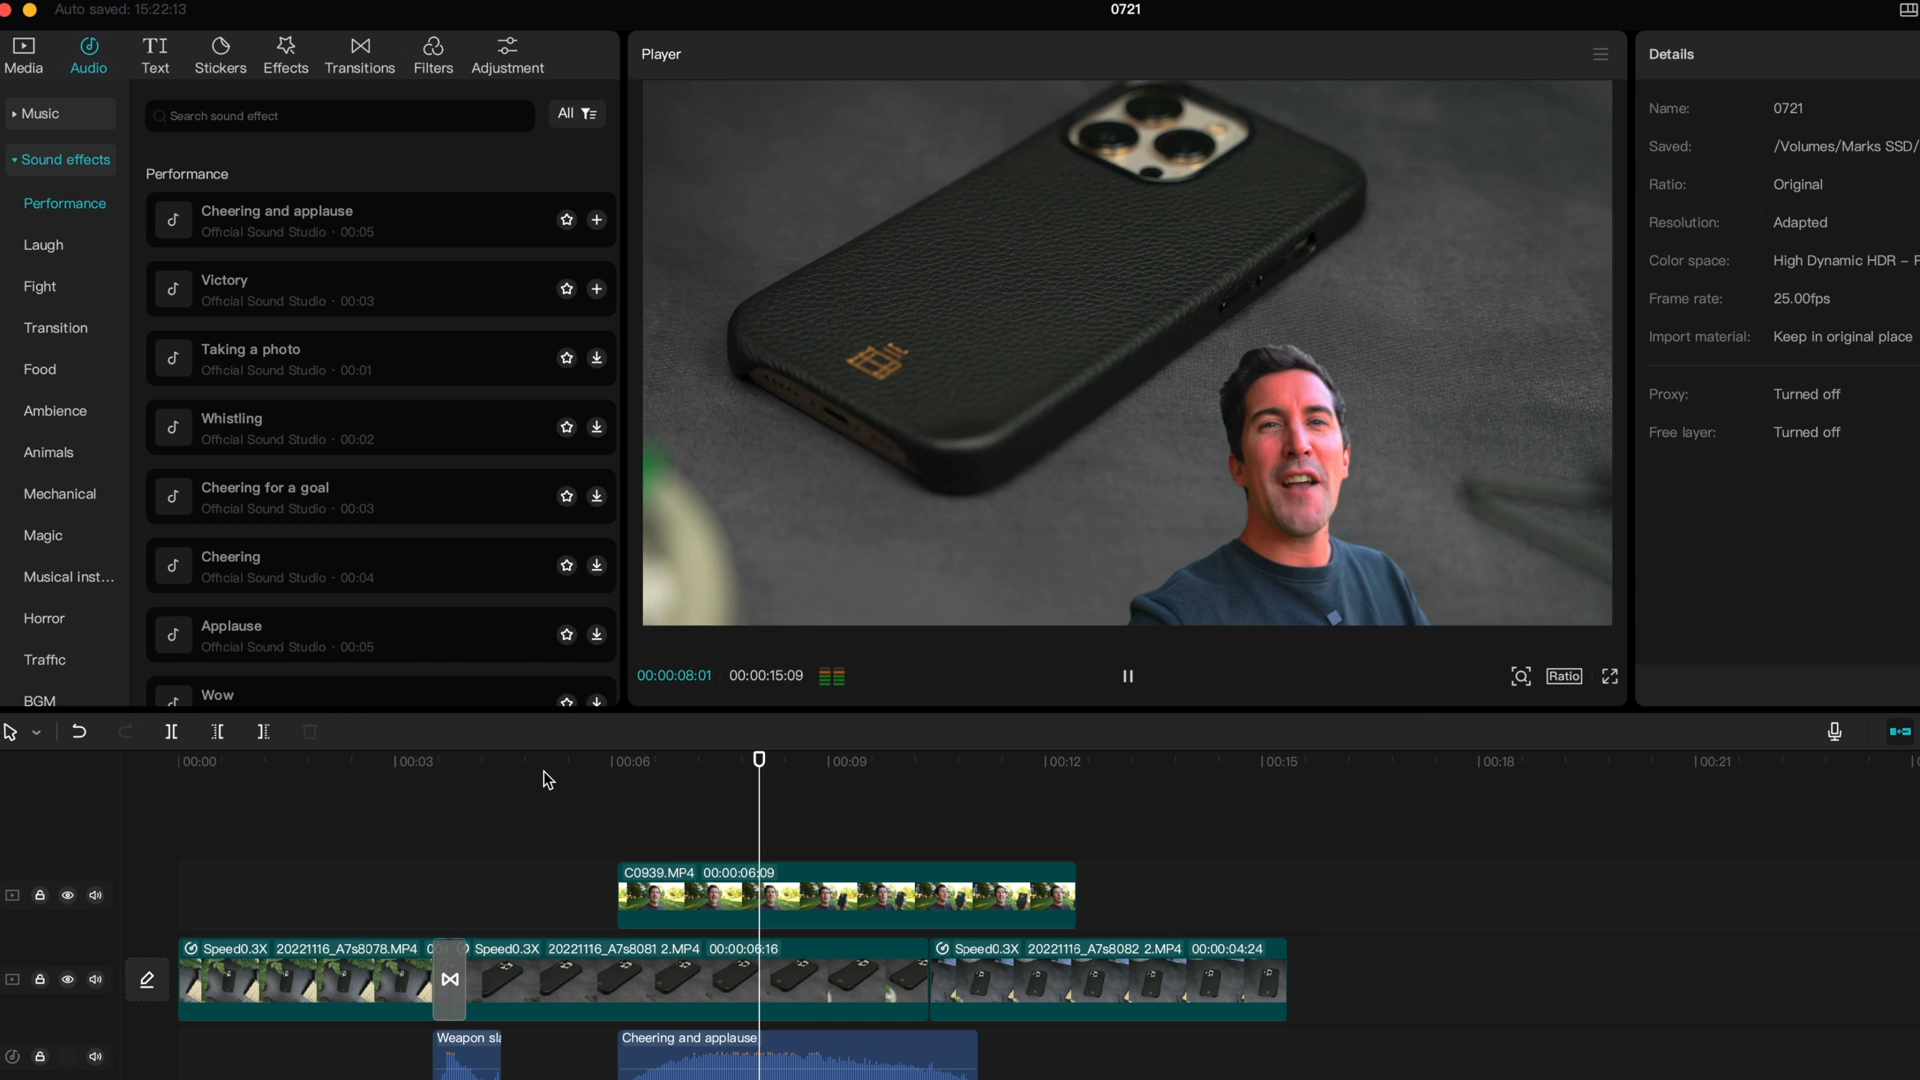 Auto saved: 15:22:13
0721
Media
Audio
Text
Stickers
Effects
Transitions
Filters
Adjustment
Music
Sound effects
Performance
Laugh
Fight
Transition
Food
Ambience
Animals
Mechanical
Magic
Musical inst...
Horror
Traffic
BGM
Search sound effect
All
Performance
Cheering and applause
Official Sound Studio · 00:05
Victory
Official Sound Studio · 00:03
Taking a photo
Official Sound Studio · 00:01
Whistling
Official Sound Studio · 00:02
Cheering for a goal
Official Sound Studio · 00:03
Cheering
Official Sound Studio · 00:04
Applause
Official Sound Studio · 00:05
Wow
Player
00:00:08:01 / 00:00:15:09
Ratio
Details
Name: 0721
Saved: /Volumes/Marks SSD/
Ratio: Original
Resolution: Adapted
Color space: High Dynamic HDR –
Frame rate: 25.00fps
Import material: Keep in original place
Proxy: Turned off
Free layer: Turned off
00:00 00:03 00:06 00:09 00:12 00:15 00:18 00:21
C0939.MP4 00:00:06:09
Speed0.3X 20221116_A7s8078.MP4
Speed0.3X 20221116_A7s8081 2.MP4 00:00:06:16
Speed0.3X 20221116_A7s8082 2.MP4 00:00:04:24
Weapon sla
Cheering and applause